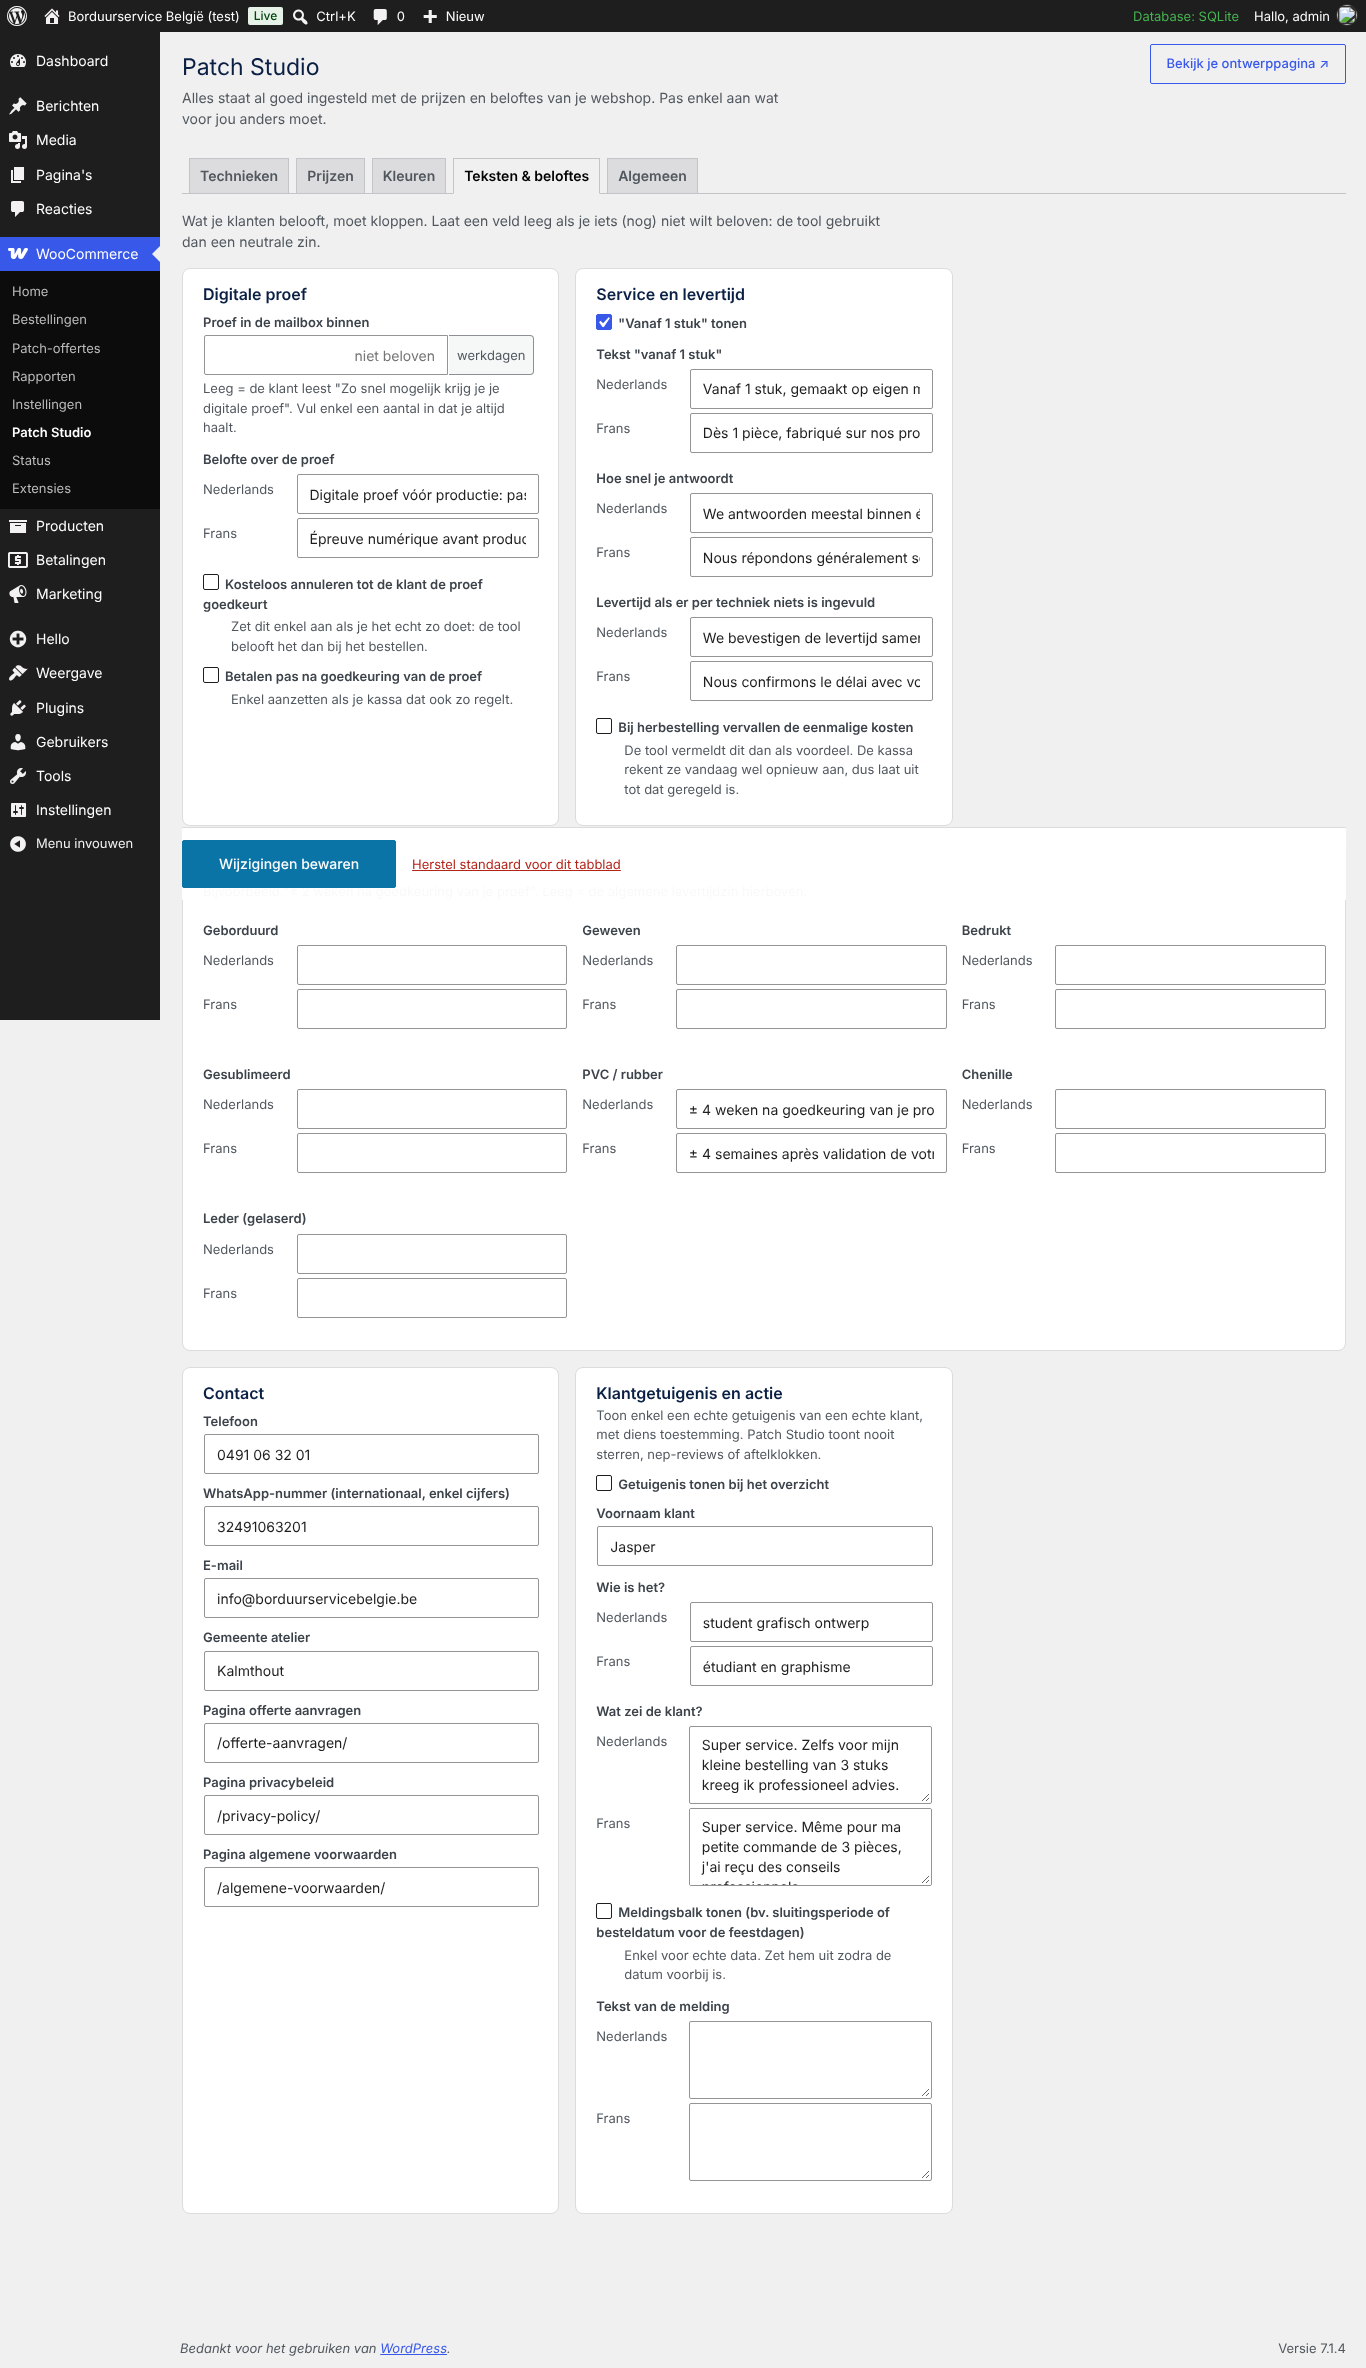 Borduurservice België (test)
Live
Ctrl+K
0
Nieuw
Database: SQLite
Hallo, admin
Dashboard
Berichten
Media
Pagina's
Reacties
WooCommerce
Home
Bestellingen
Patch-offertes
Rapporten
Instellingen
Patch Studio
Status
Extensies
Producten
Betalingen
Marketing
Hello
Weergave
Plugins
Gebruikers
Tools
Instellingen
Menu invouwen
Patch Studio
Bekijk je ontwerppagina ↗
Alles staat al goed ingesteld met de prijzen en beloftes van je webshop. Pas enkel aan wat
voor jou anders moet.
Technieken
Prijzen
Kleuren
Teksten & beloftes
Algemeen
Wat je klanten belooft, moet kloppen. Laat een veld leeg als je iets (nog) niet wilt beloven: de tool gebruikt
dan een neutrale zin.
Digitale proef
Proef in de mailbox binnen
niet beloven
werkdagen
Leeg = de klant leest "Zo snel mogelijk krijg je je
digitale proef". Vul enkel een aantal in dat je altijd
haalt.
Belofte over de proef
Nederlands
Digitale proef vóór productie: pas
Frans
Épreuve numérique avant produc
Kosteloos annuleren tot de klant de proef
goedkeurt
Zet dit enkel aan als je het echt zo doet: de tool
belooft het dan bij het bestellen.
Betalen pas na goedkeuring van de proef
Enkel aanzetten als je kassa dat ook zo regelt.
Service en levertijd
"Vanaf 1 stuk" tonen
Tekst "vanaf 1 stuk"
Nederlands
Vanaf 1 stuk, gemaakt op eigen m
Frans
Dès 1 pièce, fabriqué sur nos pro
Hoe snel je antwoordt
Nederlands
We antwoorden meestal binnen é
Frans
Nous répondons généralement so
Levertijd als er per techniek niets is ingevuld
Nederlands
We bevestigen de levertijd samen
Frans
Nous confirmons le délai avec vo
Bij herbestelling vervallen de eenmalige kosten
De tool vermeldt dit dan als voordeel. De kassa
rekent ze vandaag wel opnieuw aan, dus laat uit
tot dat geregeld is.
Wijzigingen bewaren
Herstel standaard voor dit tabblad
Geborduurd
Nederlands
Frans
Geweven
Nederlands
Frans
Bedrukt
Nederlands
Frans
Gesublimeerd
Nederlands
Frans
PVC / rubber
Nederlands
± 4 weken na goedkeuring van je pro
Frans
± 4 semaines après validation de votr
Chenille
Nederlands
Frans
Leder (gelaserd)
Nederlands
Frans
Contact
Telefoon
0491 06 32 01
WhatsApp-nummer (internationaal, enkel cijfers)
32491063201
E-mail
info@borduurservicebelgie.be
Gemeente atelier
Kalmthout
Pagina offerte aanvragen
/offerte-aanvragen/
Pagina privacybeleid
/privacy-policy/
Pagina algemene voorwaarden
/algemene-voorwaarden/
Klantgetuigenis en actie
Toon enkel een echte getuigenis van een echte klant,
met diens toestemming. Patch Studio toont nooit
sterren, nep-reviews of aftelklokken.
Getuigenis tonen bij het overzicht
Voornaam klant
Jasper
Wie is het?
Nederlands
student grafisch ontwerp
Frans
étudiant en graphisme
Wat zei de klant?
Nederlands
Super service. Zelfs voor mijn
kleine bestelling van 3 stuks
kreeg ik professioneel advies.
Frans
Super service. Même pour ma
petite commande de 3 pièces,
j'ai reçu des conseils
Meldingsbalk tonen (bv. sluitingsperiode of
besteldatum voor de feestdagen)
Enkel voor echte data. Zet hem uit zodra de
datum voorbij is.
Tekst van de melding
Nederlands
Frans
Bedankt voor het gebruiken van WordPress.
Versie 7.1.4